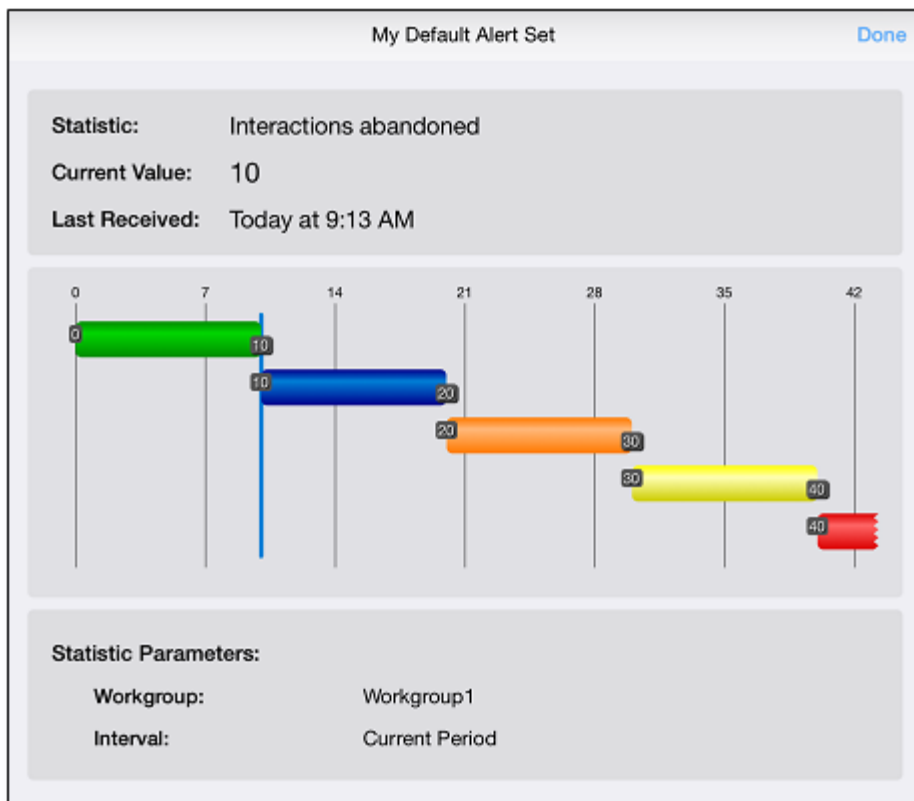 My Default Alert Set Done
Statistic: Interactions abandoned
Current Value: 10
Last Received: Today at 9:13 AM
0 7 14 21 28 35 42
0 10
10 20
20 30
30 40
40
Statistic Parameters:
Workgroup: Workgroup1
Interval: Current Period